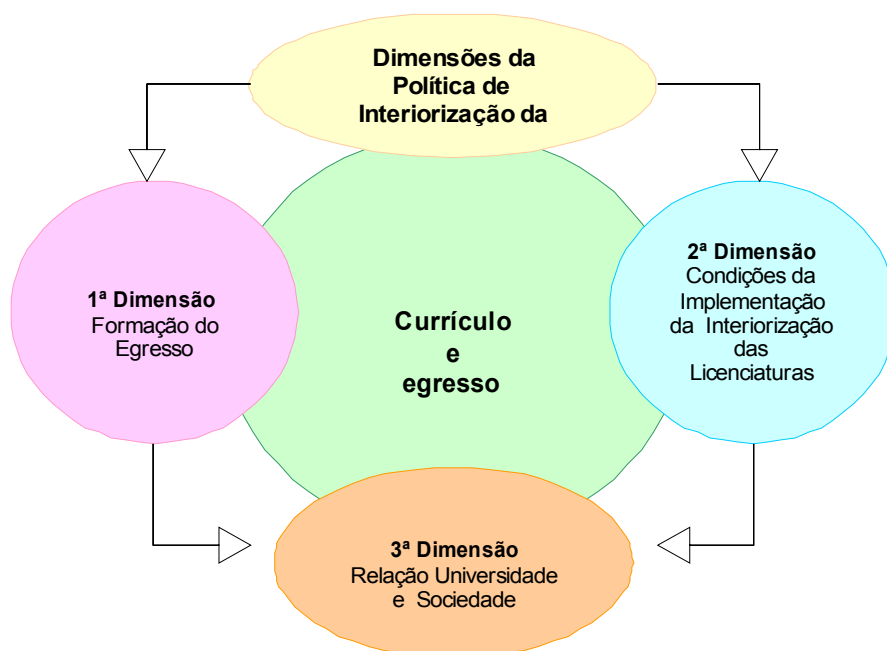 Dimensões da
Política de
Interiorização da
1ª Dimensão
Formação do
Egresso
Currículo
e
egresso
2ª Dimensão
Condições da
Implementação
da Interiorização
das
Licenciaturas
3ª Dimensão
Relação Universidade
e Sociedade